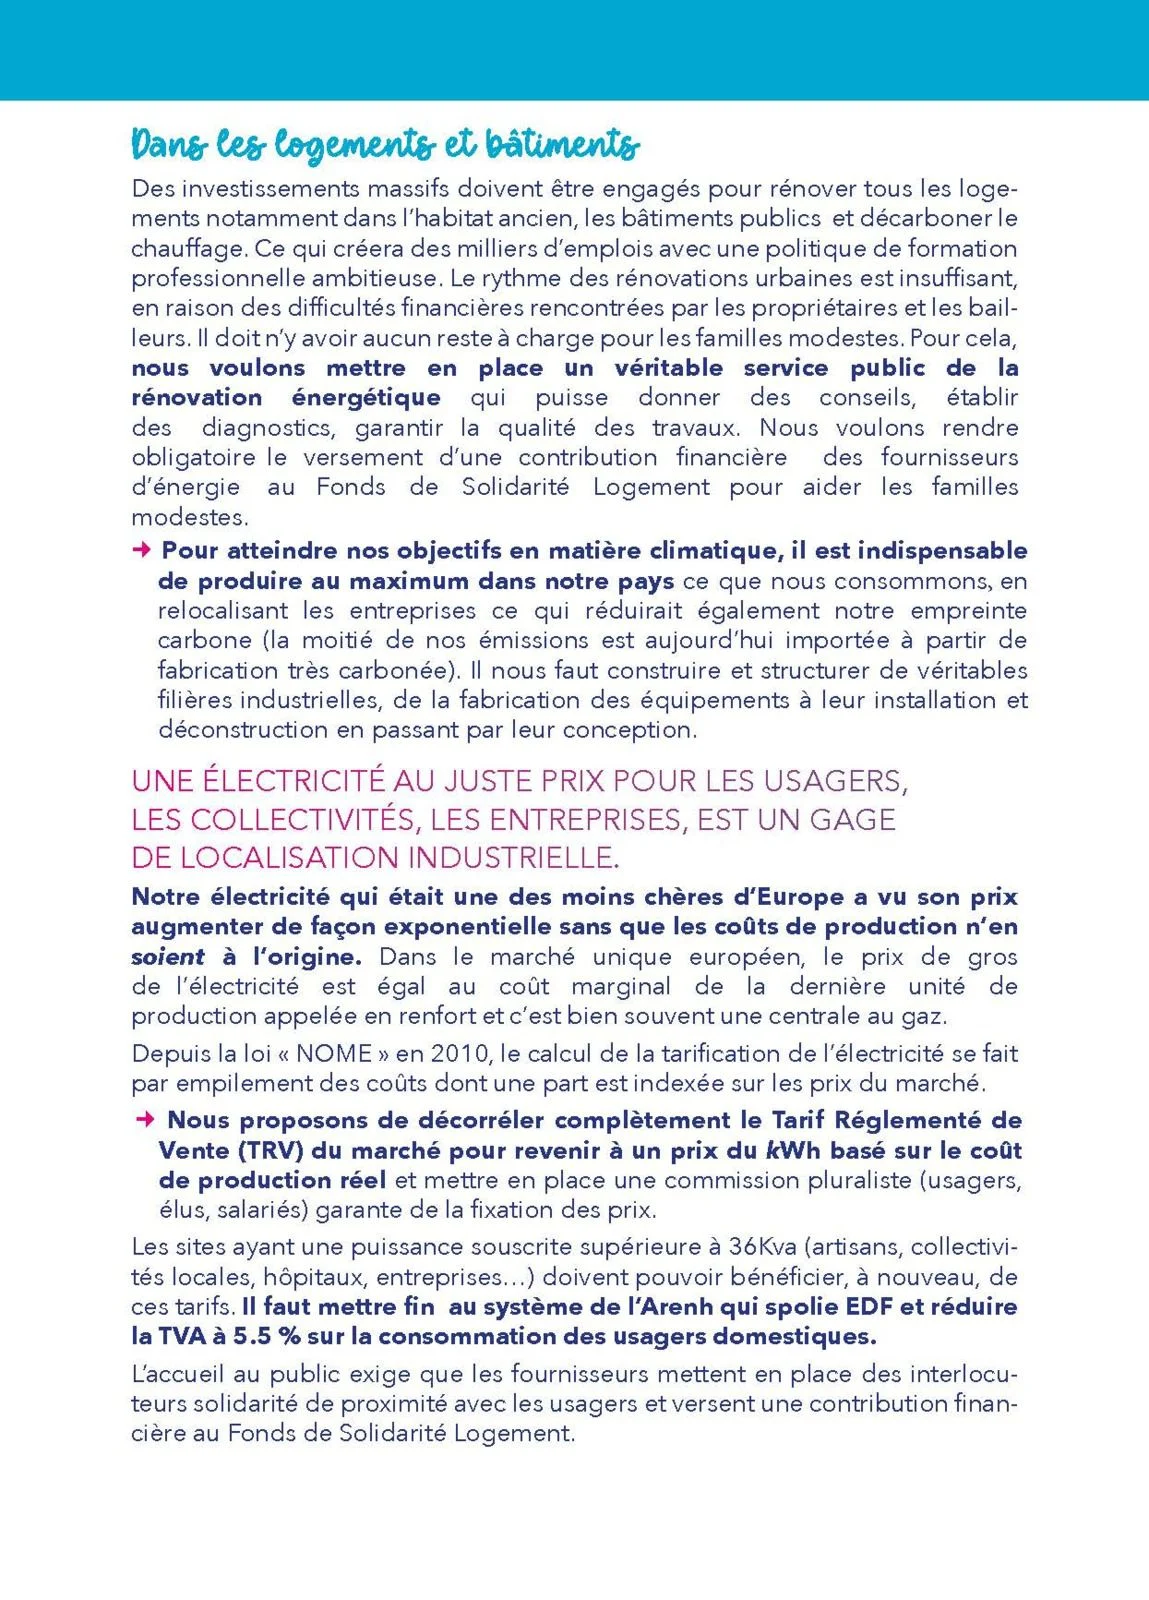 Dans les logements et bâtiments
Des investissements massifs doivent être engagés pour rénover tous les loge-
ments notamment dans l'habitat ancien, les bâtiments publics et décarboner le
chauffage. Ce qui créera des milliers d'emplois avec une politique de formation
professionnelle ambitieuse. Le rythme des rénovations urbaines est insuffisant,
en raison des difficultés financières rencontrées par les propriétaires et les bail-
leurs. Il doit n'y avoir aucun reste à charge pour les familles modestes. Pour cela,
nous voulons mettre en place un véritable service public de la
rénovation énergétique qui puisse donner des conseils, établir
des diagnostics, garantir la qualité des travaux. Nous voulons rendre
obligatoire le versement d'une contribution financière des fournisseurs
d'énergie au Fonds de Solidarité Logement pour aider les familles
modestes.
→ Pour atteindre nos objectifs en matière climatique, il est indispensable
de produire au maximum dans notre pays ce que nous consommons, en
relocalisant les entreprises ce qui réduirait également notre empreinte
carbone (la moitié de nos émissions est aujourd'hui importée à partir de
fabrication très carbonée). Il nous faut construire et structurer de véritables
filières industrielles, de la fabrication des équipements à leur installation et
déconstruction en passant par leur conception.
UNE ÉLECTRICITÉ AU JUSTE PRIX POUR LES USAGERS,
LES COLLECTIVITÉS, LES ENTREPRISES, EST UN GAGE
DE LOCALISATION INDUSTRIELLE.
Notre électricité qui était une des moins chères d'Europe a vu son prix
augmenter de façon exponentielle sans que les coûts de production n'en
soient à l'origine. Dans le marché unique européen, le prix de gros
de l'électricité est égal au coût marginal de la dernière unité de
production appelée en renfort et c'est bien souvent une centrale au gaz.
Depuis la loi « NOME » en 2010, le calcul de la tarification de l'électricité se fait
par empilement des coûts dont une part est indexée sur les prix du marché.
→ Nous proposons de décorréler complètement le Tarif Réglementé de
Vente (TRV) du marché pour revenir à un prix du kWh basé sur le coût
de production réel et mettre en place une commission pluraliste (usagers,
élus, salariés) garante de la fixation des prix.
Les sites ayant une puissance souscrite supérieure à 36Kva (artisans, collectivi-
tés locales, hôpitaux, entreprises...) doivent pouvoir bénéficier, à nouveau, de
ces tarifs. Il faut mettre fin au système de l'Arenh qui spolie EDF et réduire
la TVA à 5.5 % sur la consommation des usagers domestiques.
L'accueil au public exige que les fournisseurs mettent en place des interlocu-
teurs solidarité de proximité avec les usagers et versent une contribution finan-
cière au Fonds de Solidarité Logement.